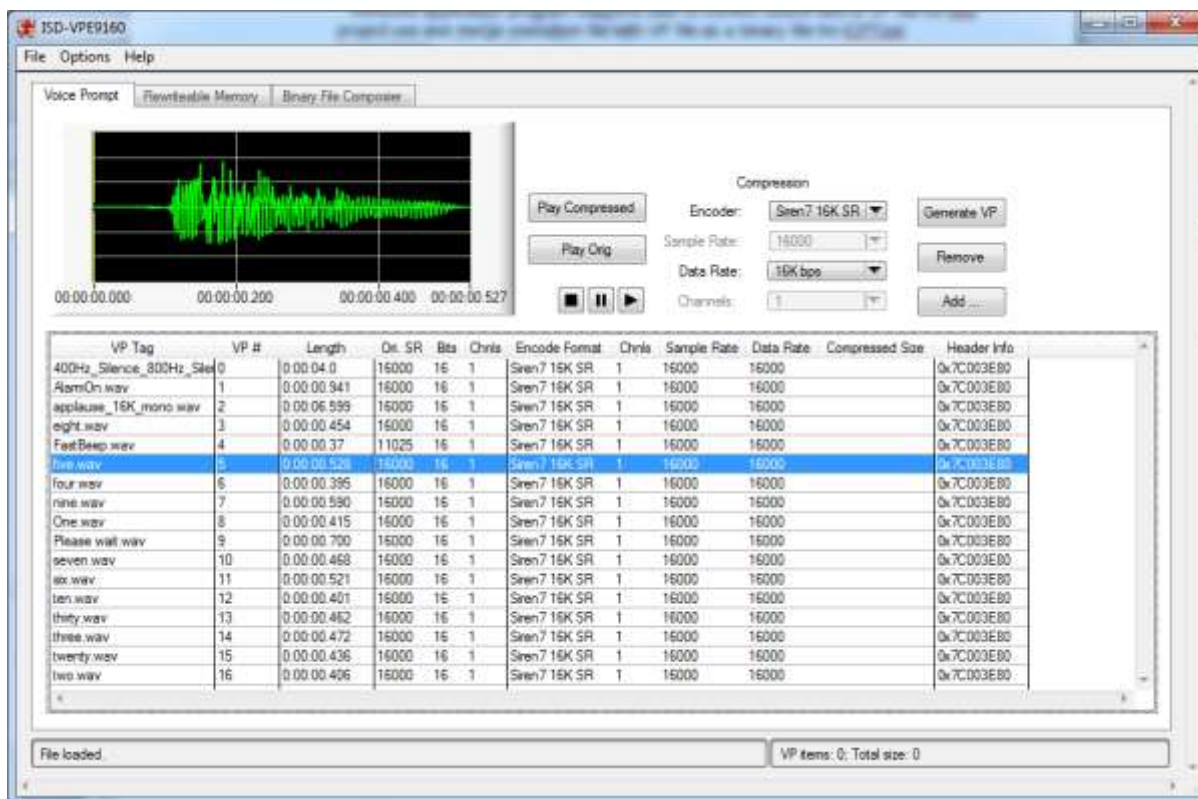 ISD-VPE9160
File Options Help
Voice Prompt Rewriteable Memory Binary File Composer
Compression
Play Compressed Encoder: Siren7 16K SR Generate VP
Play Orig Sample Rate: 16000 Remove
Data Rate: 16K bps
Channels: 1 Add ...
00:00:00.000 00:00:00.200 00:00:00.400 00:00:00.527
VP Tag VP # Length Ori. SR Bits Chnls Encode Format Chnls Sample Rate Data Rate Compressed Size Header Info
400Hz_Silence_800Hz_Silen 0 0:00:04.0 16000 16 1 Siren7 16K SR 1 16000 16000 0x7C003E80
AlarmOn.wav 1 0:00:00.941 16000 16 1 Siren7 16K SR 1 16000 16000 0x7C003E80
applause_16K_mono.wav 2 0:00:06.599 16000 16 1 Siren7 16K SR 1 16000 16000 0x7C003E80
eight.wav 3 0:00:00.454 16000 16 1 Siren7 16K SR 1 16000 16000 0x7C003E80
FastBeep.wav 4 0:00:00.37 11025 16 1 Siren7 16K SR 1 16000 16000 0x7C003E80
five.wav 5 0:00:00.528 16000 16 1 Siren7 16K SR 1 16000 16000 0x7C003E80
four.wav 6 0:00:00.395 16000 16 1 Siren7 16K SR 1 16000 16000 0x7C003E80
nine.wav 7 0:00:00.590 16000 16 1 Siren7 16K SR 1 16000 16000 0x7C003E80
One.wav 8 0:00:00.415 16000 16 1 Siren7 16K SR 1 16000 16000 0x7C003E80
Please wait.wav 9 0:00:00.700 16000 16 1 Siren7 16K SR 1 16000 16000 0x7C003E80
seven.wav 10 0:00:00.468 16000 16 1 Siren7 16K SR 1 16000 16000 0x7C003E80
six.wav 11 0:00:00.521 16000 16 1 Siren7 16K SR 1 16000 16000 0x7C003E80
ten.wav 12 0:00:00.401 16000 16 1 Siren7 16K SR 1 16000 16000 0x7C003E80
thirty.wav 13 0:00:00.462 16000 16 1 Siren7 16K SR 1 16000 16000 0x7C003E80
three.wav 14 0:00:00.472 16000 16 1 Siren7 16K SR 1 16000 16000 0x7C003E80
twenty.wav 15 0:00:00.436 16000 16 1 Siren7 16K SR 1 16000 16000 0x7C003E80
two.wav 16 0:00:00.406 16000 16 1 Siren7 16K SR 1 16000 16000 0x7C003E80
File loaded. VP items: 0; Total size: 0